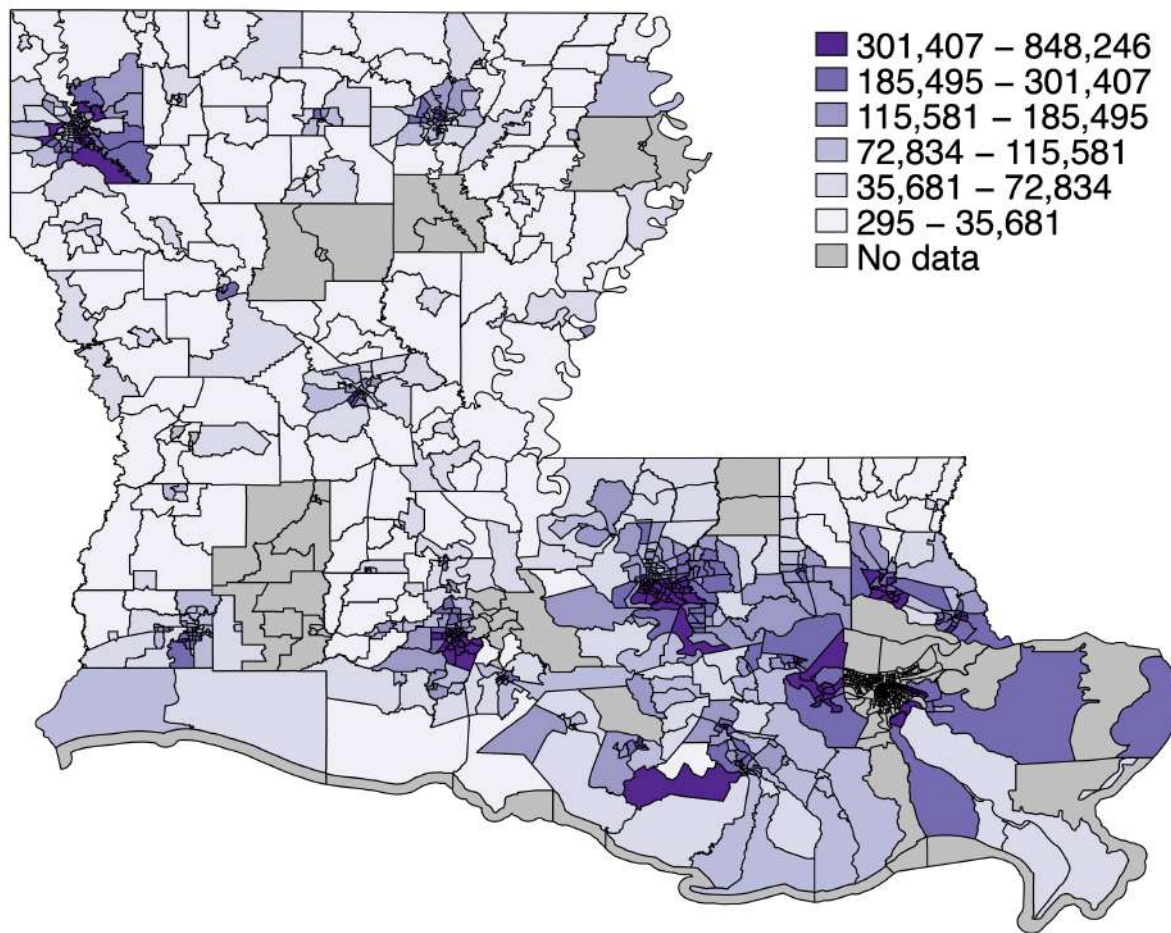 301,407 – 848,246
185,495 – 301,407
115,581 – 185,495
72,834 – 115,581
35,681 – 72,834
295 – 35,681
No data